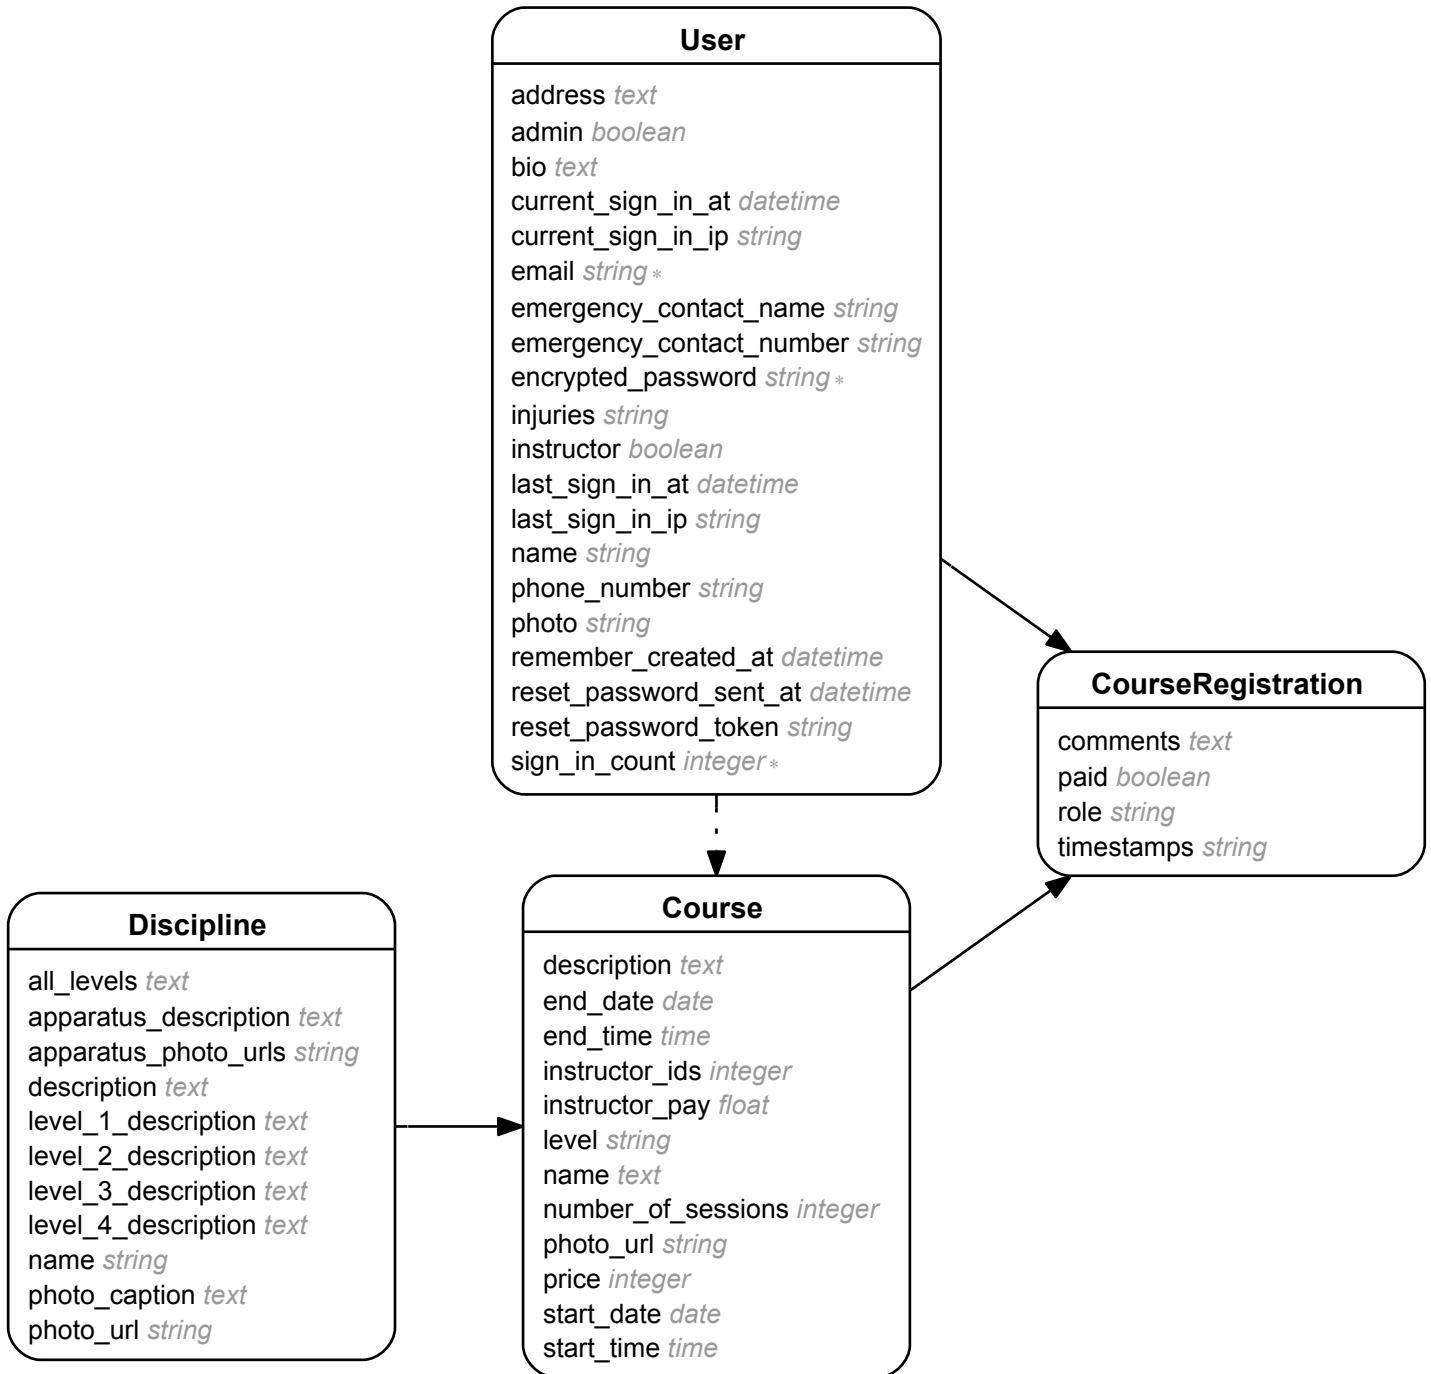 User
address text
admin boolean
bio text
current_sign_in_at datetime
current_sign_in_ip string
email string *
emergency_contact_name string
emergency_contact_number string
encrypted_password string *
injuries string
instructor boolean
last_sign_in_at datetime
last_sign_in_ip string
name string
phone_number string
photo string
remember_created_at datetime
reset_password_sent_at datetime
reset_password_token string
sign_in_count integer *
CourseRegistration
comments text
paid boolean
role string
timestamps string
Discipline
all_levels text
apparatus_description text
apparatus_photo_urls string
description text
level_1_description text
level_2_description text
level_3_description text
level_4_description text
name string
photo_caption text
photo_url string
Course
description text
end_date date
end_time time
instructor_ids integer
instructor_pay float
level string
name text
number_of_sessions integer
photo_url string
price integer
start_date date
start_time time